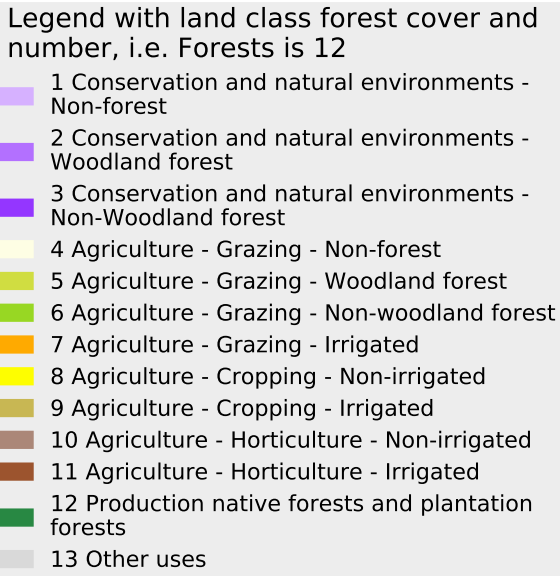 Legend with land class forest cover and
number, i.e. Forests is 12
1 Conservation and natural environments -
Non-forest
2 Conservation and natural environments -
Woodland forest
3 Conservation and natural environments -
Non-Woodland forest
4 Agriculture - Grazing - Non-forest
5 Agriculture - Grazing - Woodland forest
6 Agriculture - Grazing - Non-woodland forest
7 Agriculture - Grazing - Irrigated
8 Agriculture - Cropping - Non-irrigated
9 Agriculture - Cropping - Irrigated
10 Agriculture - Horticulture - Non-irrigated
11 Agriculture - Horticulture - Irrigated
12 Production native forests and plantation
forests
13 Other uses